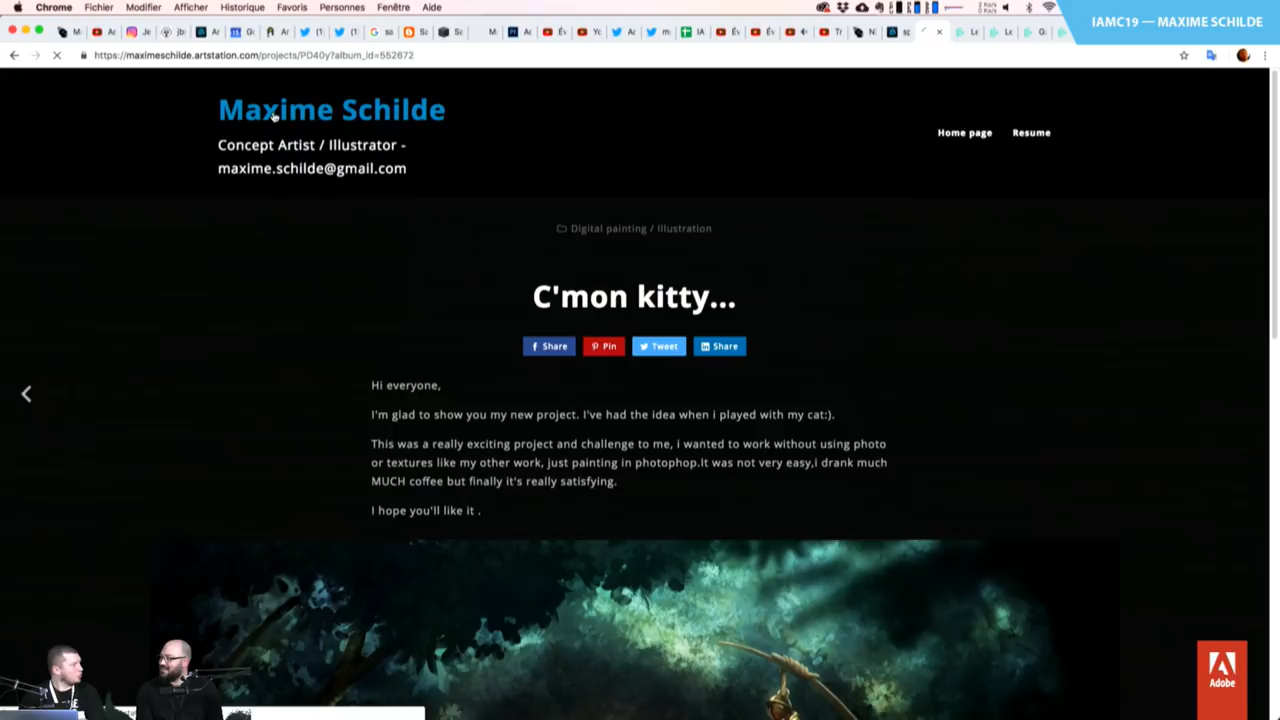 Chrome Fichier Modifier Afficher Historique Favoris Personnes Fenêtre Aide
IAMC19 — MAXIME SCHILDE
https://maximeschilde.artstation.com/projects/PD40y?album_id=552672
Maxime Schilde
Concept Artist / Illustrator -
maxime.schilde@gmail.com
Home page Resume
Digital painting / Illustration
C'mon kitty...
Share Pin Tweet Share
Hi everyone,
I'm glad to show you my new project. I've had the idea when i played with my cat:).
This was a really exciting project and challenge to me, i wanted to work without using photo
or textures like my other work, just painting in photophop.It was not very easy,i drank much
MUCH coffee but finally it's really satisfying.
I hope you'll like it .
Adobe